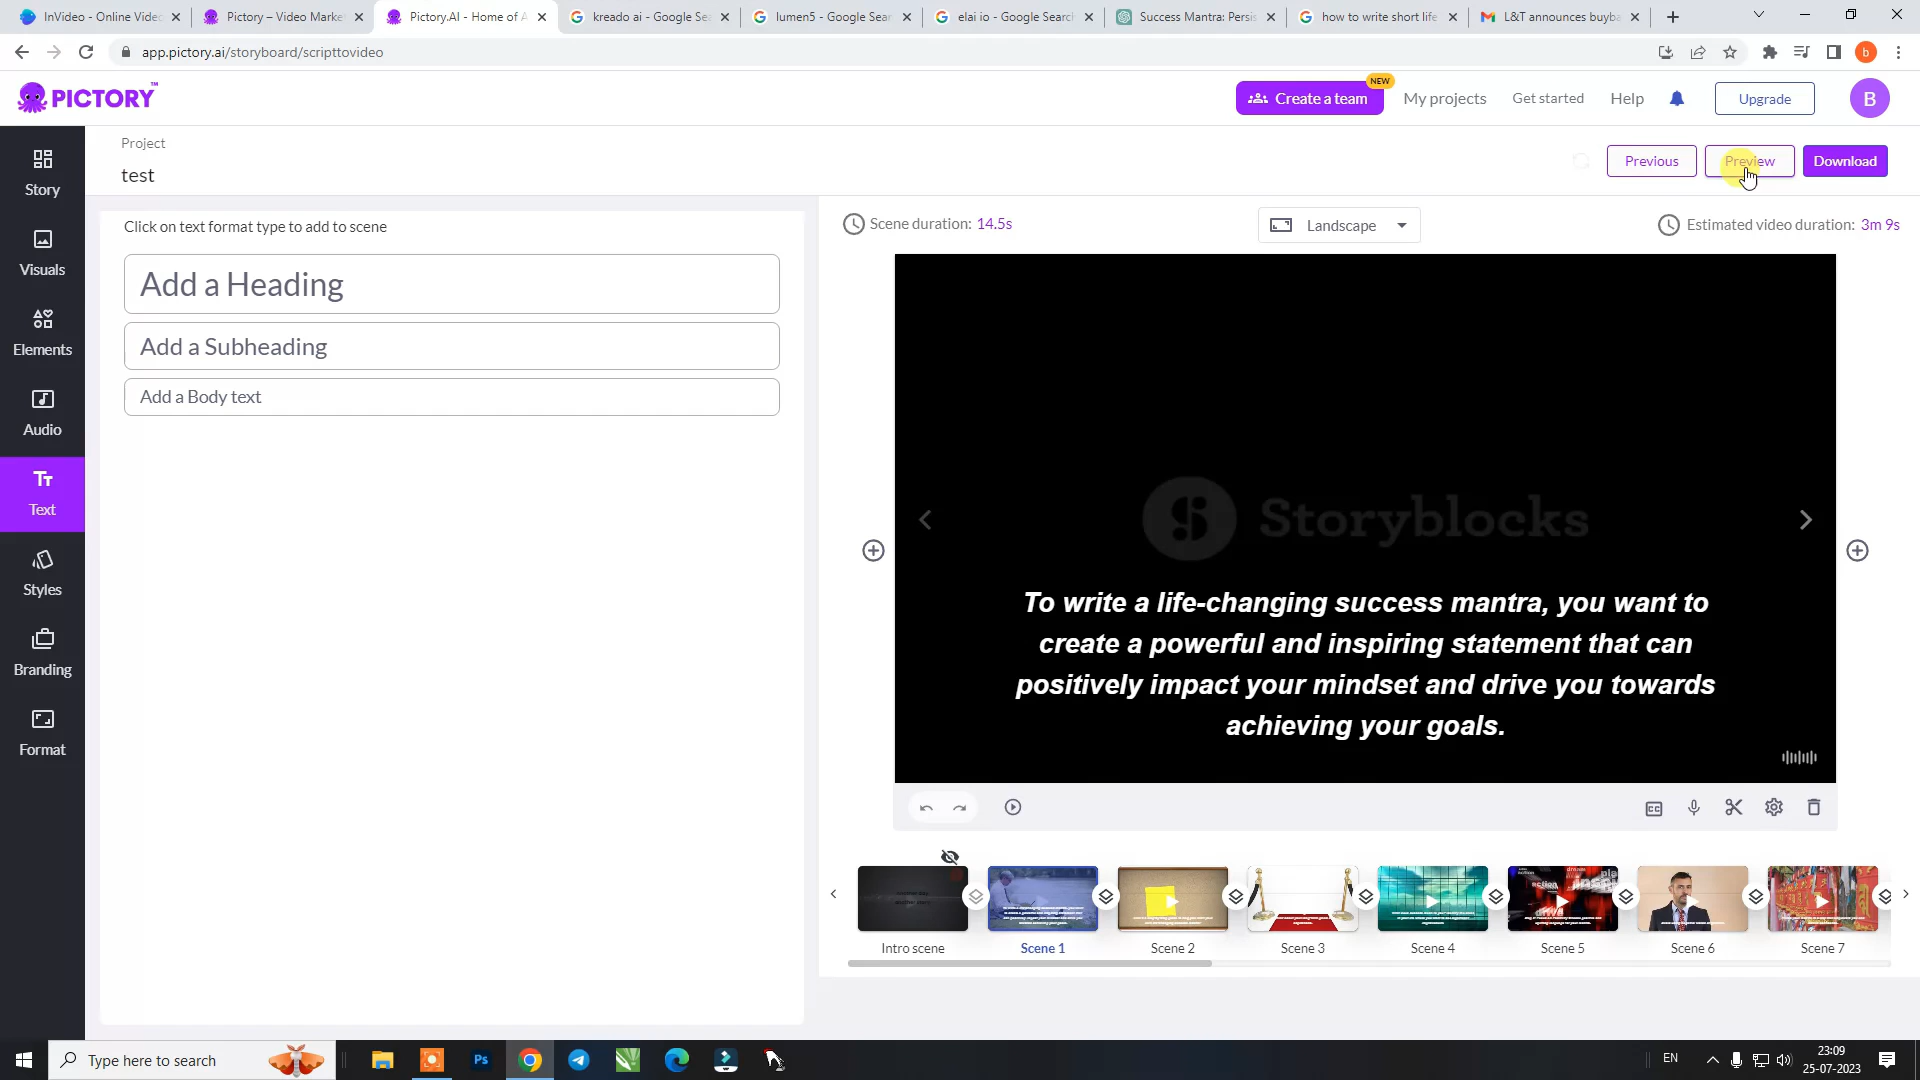 InVideo - Online Video
Pictory – Video Market
Pictory.AI - Home of A
kreado ai - Google Se
lumen5 - Google Sear
elai io - Google Search
Success Mantra: Persis
how to write short life
L&T announces buyba
app.pictory.ai/storyboard/scripttovideo
b
PICTORY
NEW
Create a team
My projects
Get started
Help
Upgrade
B
Project
test
Previous
Preview
Download
Story
Visuals
Elements
Audio
Text
Styles
Branding
Format
Click on text format type to add to scene
Add a Heading
Add a Subheading
Add a Body text
Scene duration: 14.5s
Landscape
Estimated video duration: 3m 9s
Storyblocks
To write a life-changing success mantra, you want to
create a powerful and inspiring statement that can
positively impact your mindset and drive you towards
achieving your goals.
Intro scene
Scene 1
Scene 2
Scene 3
Scene 4
Scene 5
Scene 6
Scene 7
Type here to search
Ps
EN
23:09
25-07-2023